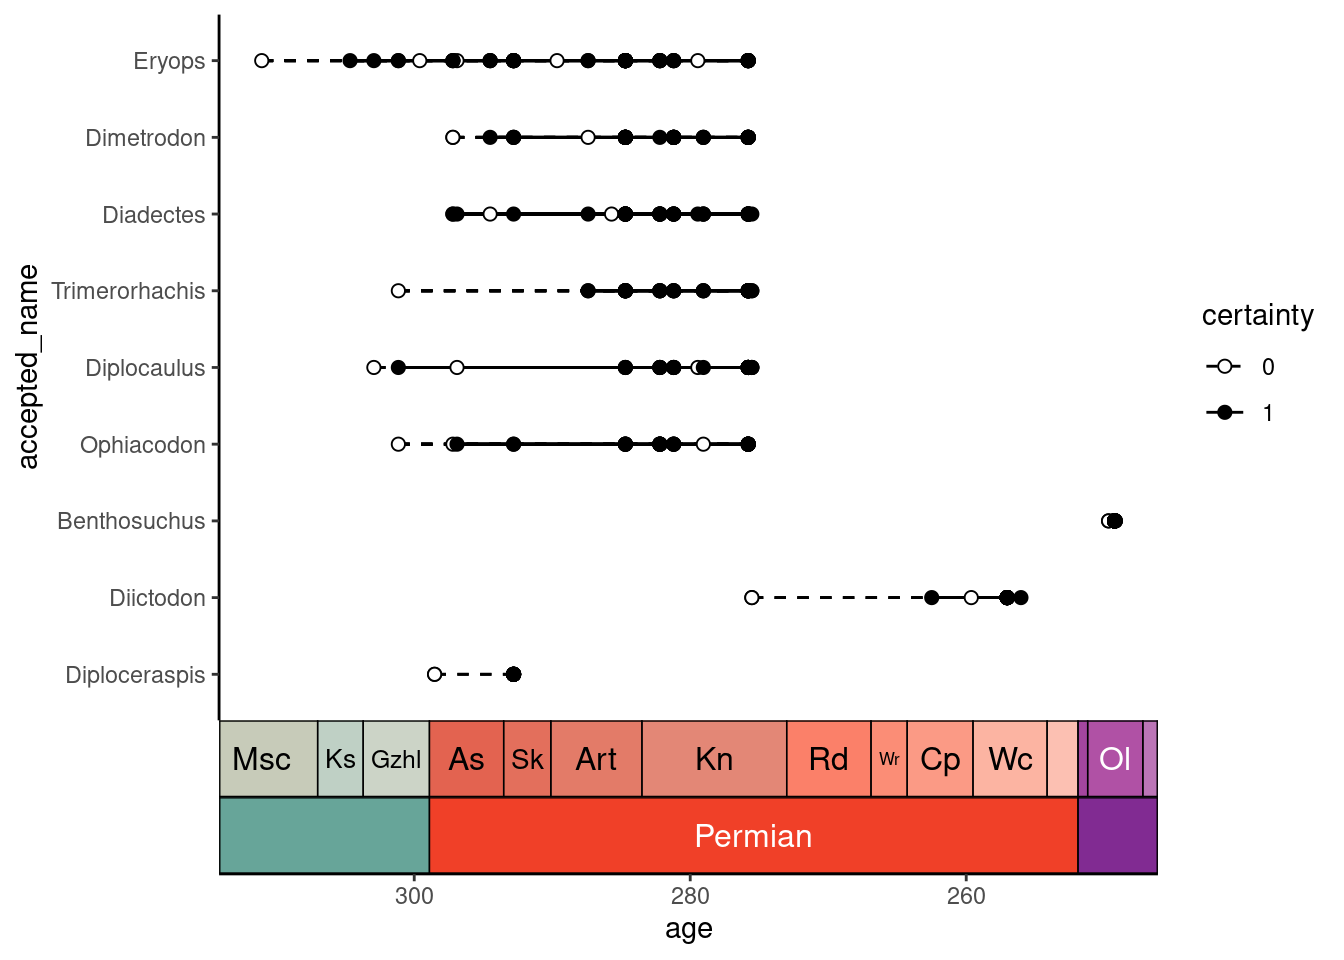 accepted_name
Eryops
Dimetrodon
Diadectes
Trimerorhachis
Diplocaulus
Ophiacodon
Benthosuchus
Diictodon
Diploceraspis
certainty
0
1
Msc Ks Gzhl As Sk Art Kn Rd Wr Cp Wc Ol
Permian
300 280 260
age